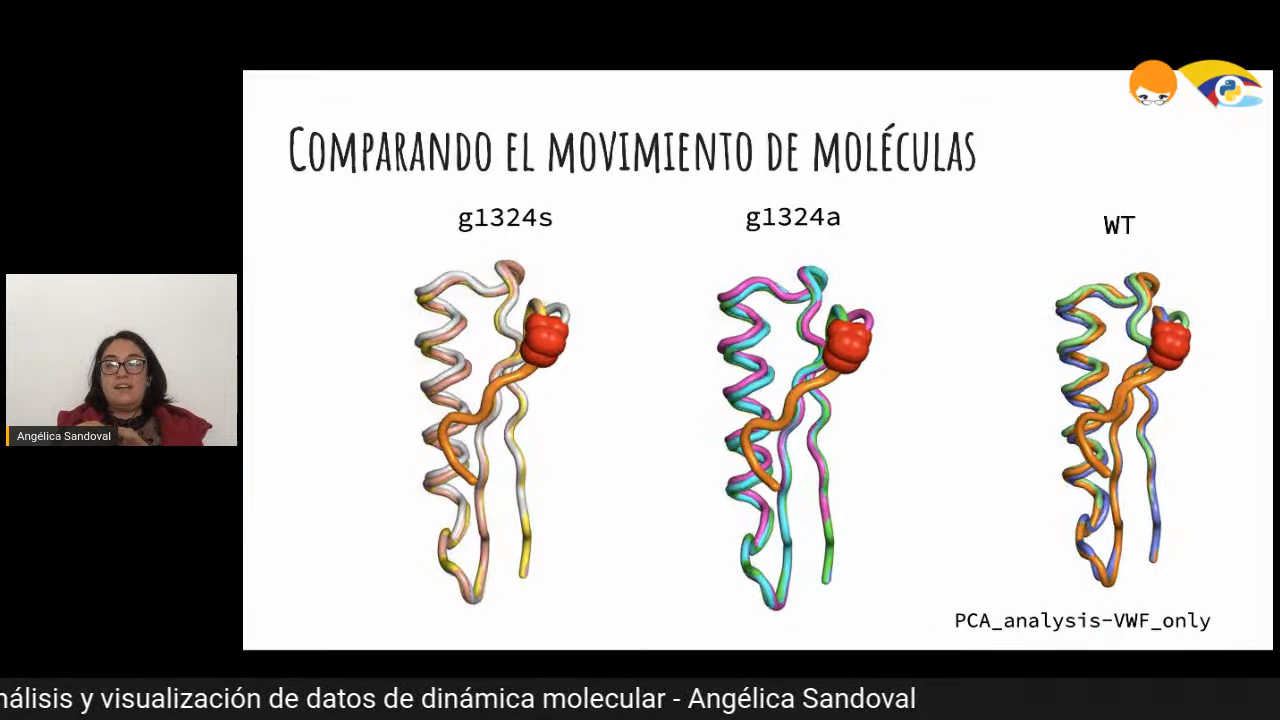 COMPARANDO EL MOVIMIENTO DE MOLÉCULAS
g1324s
g1324a
WT
Angélica Sandoval
PCA_analysis-VWF_only
nálisis y visualización de datos de dinámica molecular - Angélica Sandoval